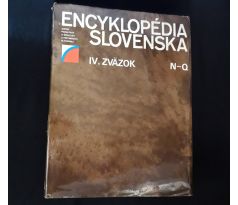 ENCYKLOPÉDIA
SLOVENSKA
IV. ZVÄZOK
N–Q